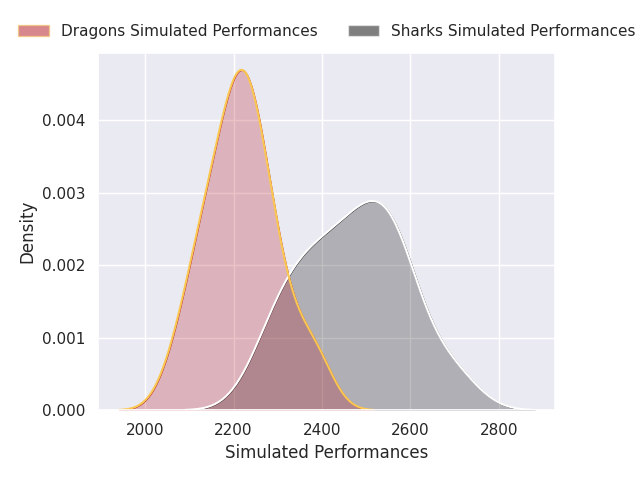 Dragons Simulated Performances Sharks Simulated Performances
0.004
0.003
0.002
0.001
0.000
Density
2000 2200 2400 2600 2800
Simulated Performances